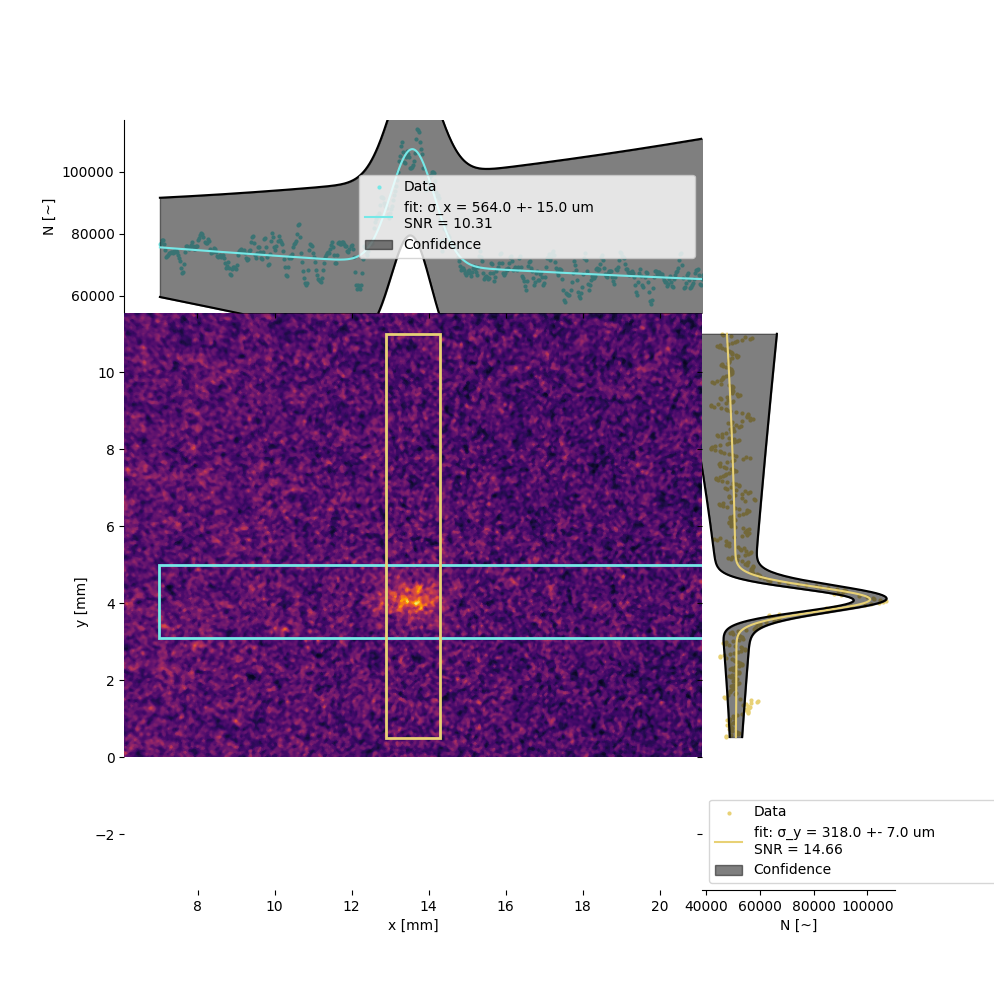 100000
80000
60000
N [~]
Data
fit: σ_x = 564.0 +- 15.0 um
SNR = 10.31
Confidence
10
8
6
4
2
0
−2
y [mm]
8 10 12 14 16 18 20
x [mm]
40000 60000 80000 100000
N [~]
Data
fit: σ_y = 318.0 +- 7.0 um
SNR = 14.66
Confidence